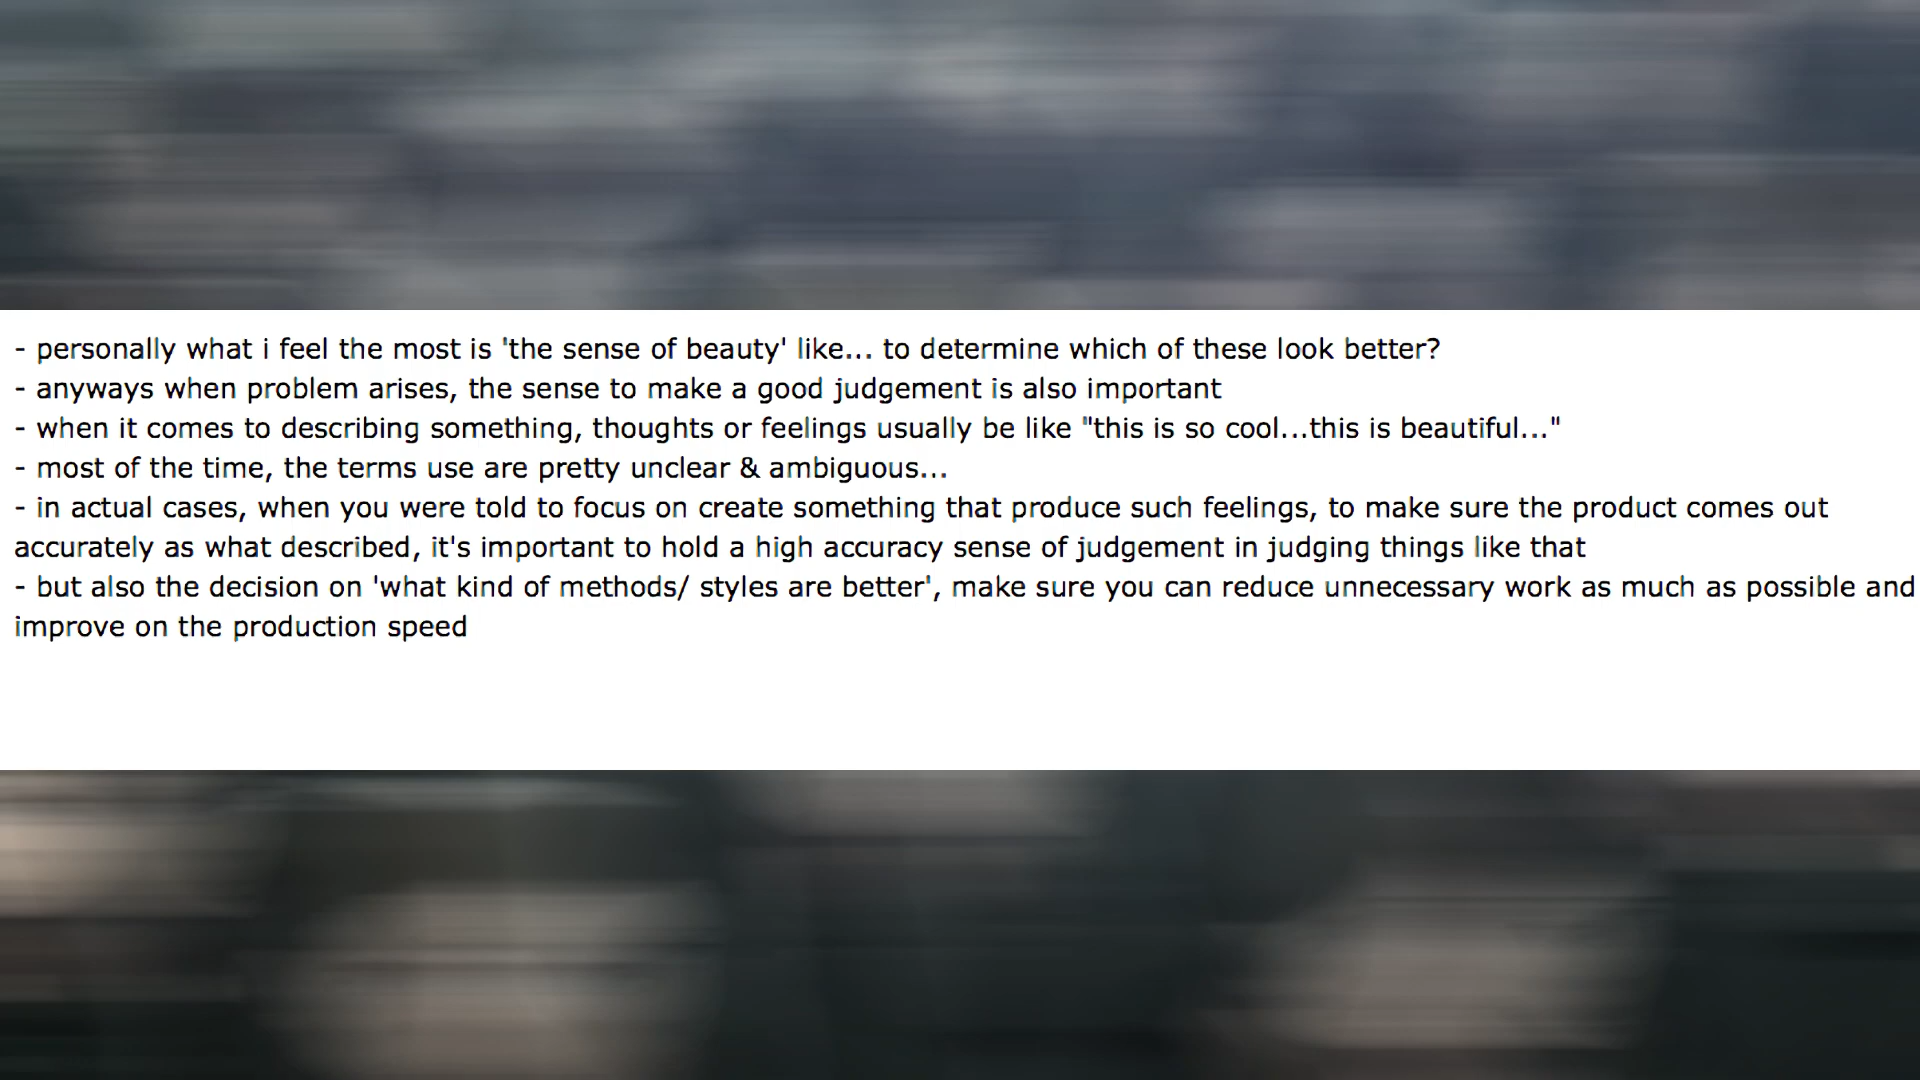 - personally what i feel the most is 'the sense of beauty' like... to determine which of these look better?
- anyways when problem arises, the sense to make a good judgement is also important
- when it comes to describing something, thoughts or feelings usually be like "this is so cool...this is beautiful..."
- most of the time, the terms use are pretty unclear & ambiguous...
- in actual cases, when you were told to focus on create something that produce such feelings, to make sure the product comes out
accurately as what described, it's important to hold a high accuracy sense of judgement in judging things like that
- but also the decision on 'what kind of methods/ styles are better', make sure you can reduce unnecessary work as much as possible and
improve on the production speed